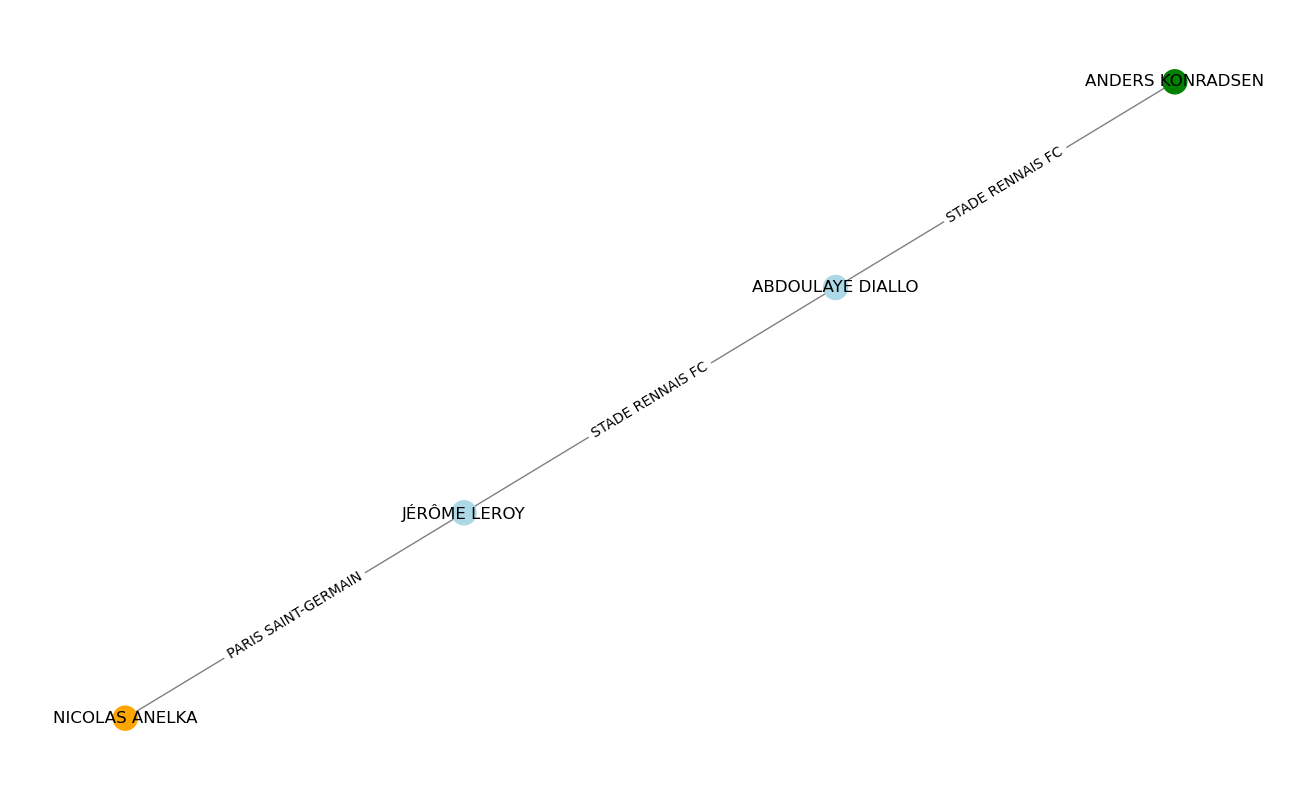 ANDERS KONRADSEN
STADE RENNAIS FC
ABDOULAYE DIALLO
STADE RENNAIS FC
JÉRÔME LEROY
PARIS SAINT-GERMAIN
NICOLAS ANELKA